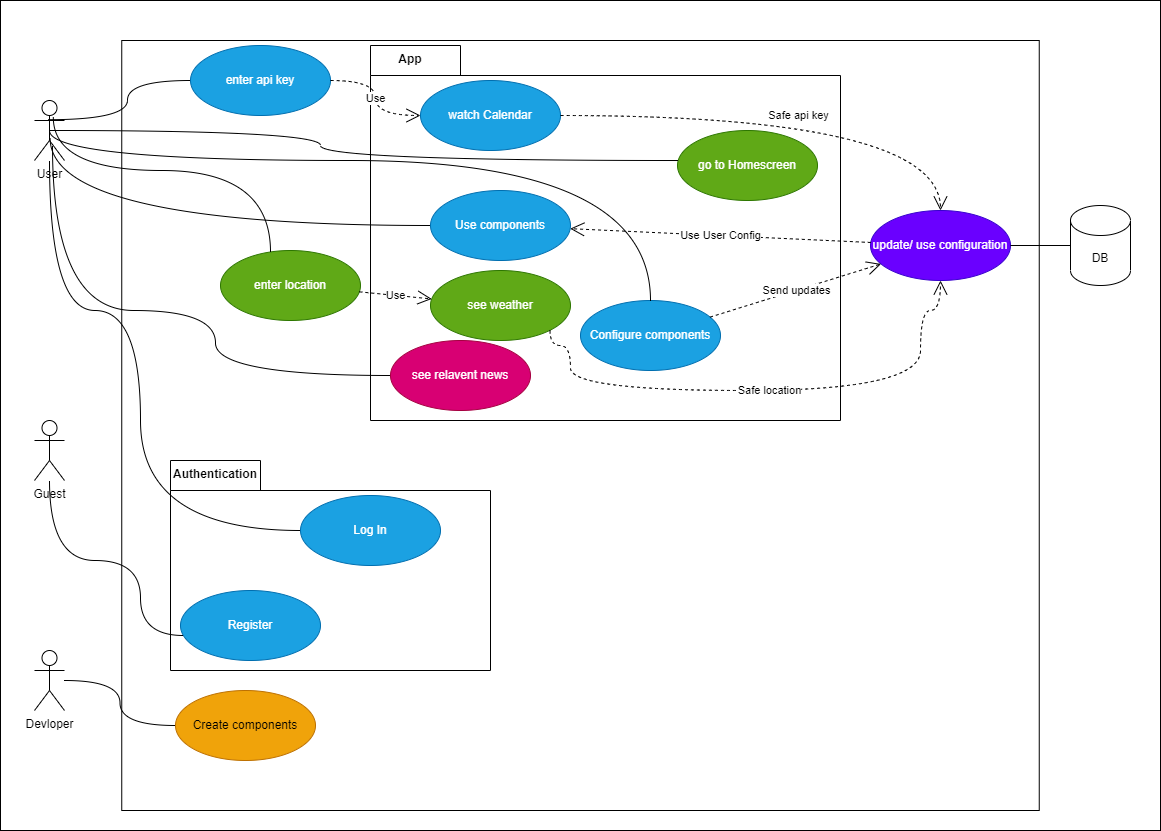 App
enter api key
Use
watch Calendar
Safe api key
go to Homescreen
User
Use components
Use User Config
update/ use configuration
DB
enter location
Use
see weather
Send updates
Configure components
see relavent news
Safe location
Guest
Authentication
Log In
Register
Devloper
Create components